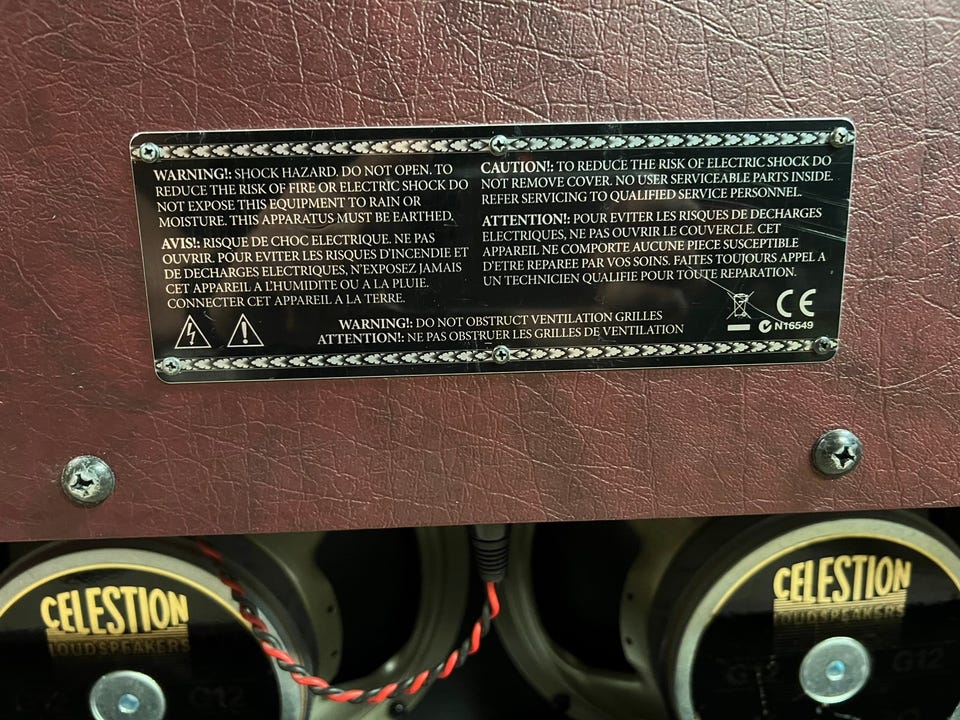 WARNING!: SHOCK HAZARD. DO NOT OPEN. TO
REDUCE THE RISK OF FIRE OR ELECTRIC SHOCK DO
NOT EXPOSE THIS EQUIPMENT TO RAIN OR
MOISTURE. THIS APPARATUS MUST BE EARTHED.
AVIS!: RISQUE DE CHOC ELECTRIQUE. NE PAS
OUVRIR. POUR EVITER LES RISQUES D'INCENDIE ET
DE DECHARGES ELECTRIQUES, N'EXPOSEZ JAMAIS
CET APPAREIL A L'HUMIDITE OU A LA PLUIE.
CONNECTER CET APPAREIL A LA TERRE.
CAUTION!: TO REDUCE THE RISK OF ELECTRIC SHOCK DO
NOT REMOVE COVER. NO USER SERVICEABLE PARTS INSIDE.
REFER SERVICING TO QUALIFIED SERVICE PERSONNEL.
ATTENTION!: POUR EVITER LES RISQUES DE DECHARGES
ELECTRIQUES, NE PAS OUVRIR LE COUVERCLE. CET
APPAREIL NE COMPORTE AUCUNE PIECE SUSCEPTIBLE
D'ETRE REPAREE PAR VOS SOINS. FAITES TOUJOURS APPEL A
UN TECHNICIEN QUALIFIE POUR TOUTE REPARATION.
WARNING!: DO NOT OBSTRUCT VENTILATION GRILLES
ATTENTION!: NE PAS OBSTRUER LES GRILLES DE VENTILATION
CE
N16549
CELESTION
LOUDSPEAKERS
G12
CELESTION
LOUDSPEAKERS
G12